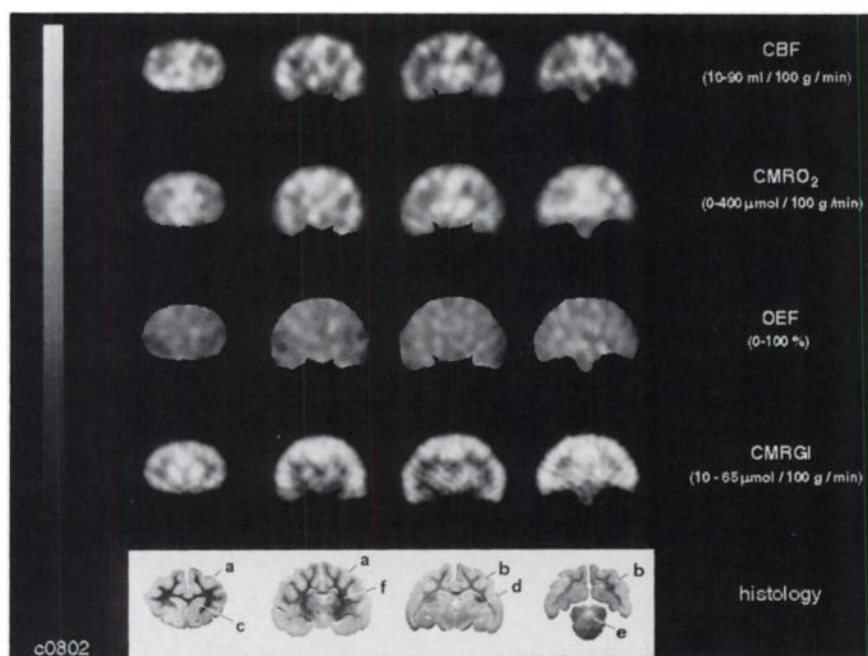 CBF
(10-90 ml / 100 g / min)
CMRO₂
(0-400 μmol / 100 g /min)
OEF
(0-100 %)
CMRGl
(10 - 65 μmol / 100 g / min)
a a b b
f d
c e
histology
c0802